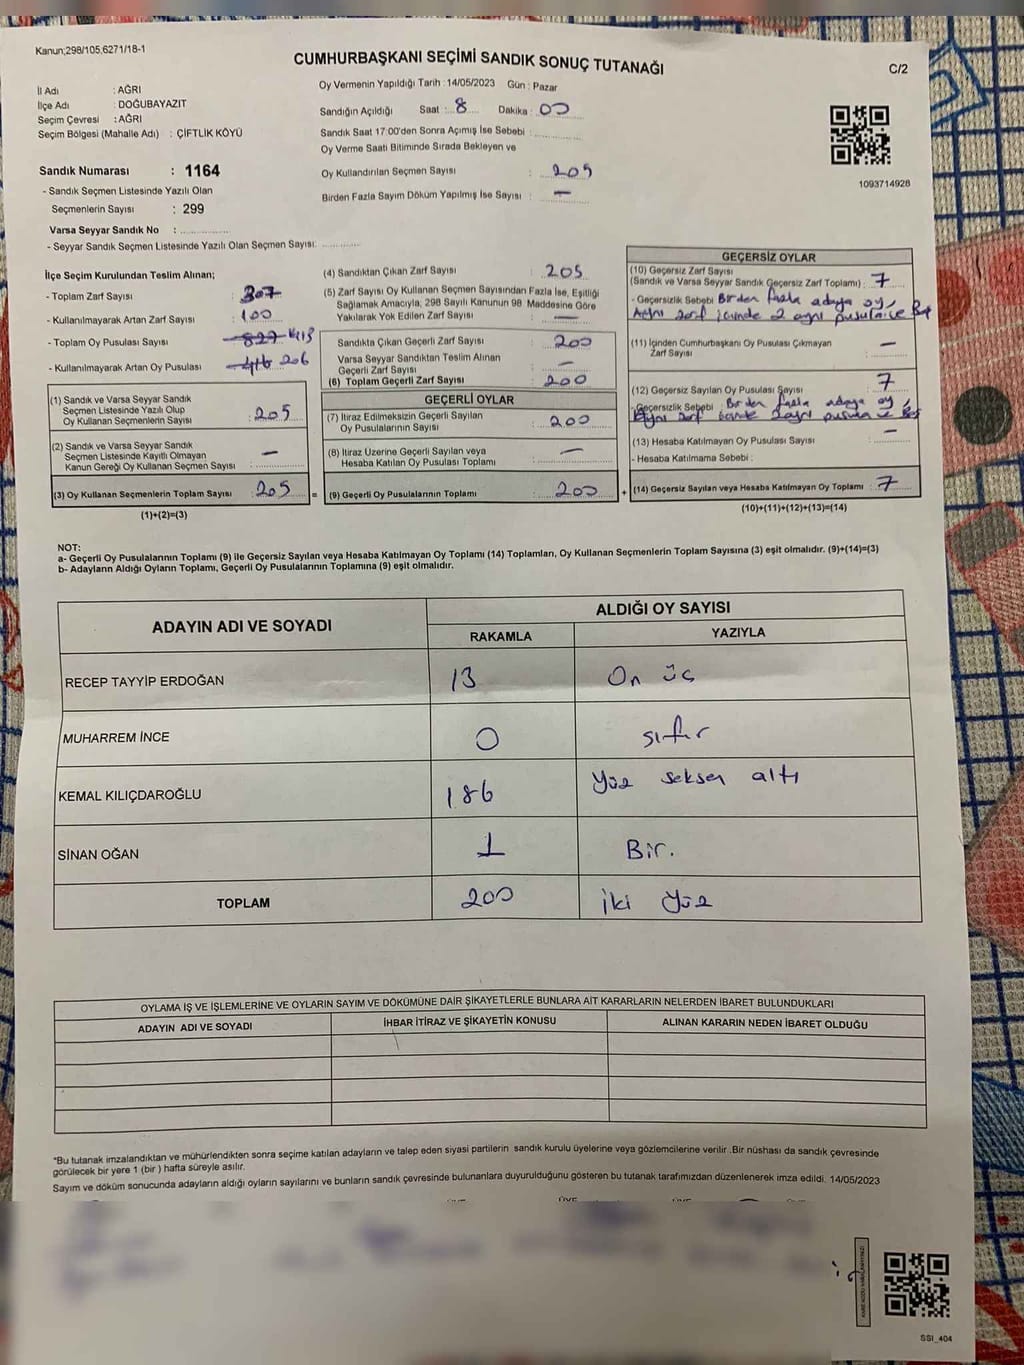 Kanun;298/105,6271/18-1
CUMHURBAŞKANI SEÇİMİ SANDIK SONUÇ TUTANAĞI
C/2
İl Adı : AĞRI
İlçe Adı : DOĞUBAYAZIT
Seçim Çevresi : AĞRI
Seçim Bölgesi (Mahalle Adı) : ÇİFTLİK KÖYÜ
Oy Vermenin Yapıldığı Tarih : 14/05/2023 Gün : Pazar
Sandığın Açıldığı Saat : 8 Dakika : 00
Sandık Saat 17:00'den Sonra Açımış İse Sebebi :
Oy Verme Saati Bitiminde Sırada Bekleyen ve
Oy Kullandırılan Seçmen Sayısı : 205
Birden Fazla Sayım Döküm Yapılmış İse Sayısı : —
1093714928
Sandık Numarası : 1164
- Sandık Seçmen Listesinde Yazılı Olan
Seçmenlerin Sayısı : 299
Varsa Seyyar Sandık No :
- Seyyar Sandık Seçmen Listesinde Yazılı Olan Seçmen Sayısı:
İlçe Seçim Kurulundan Teslim Alınan;
- Toplam Zarf Sayısı : 307
- Kullanılmayarak Artan Zarf Sayısı : 100
- Toplam Oy Pusulası Sayısı : 827 413
- Kullanılmayarak Artan Oy Pusulası : 416 206
(1) Sandık ve Varsa Seyyar Sandık
Seçmen Listesinde Yazılı Olup
Oy Kullanan Seçmenlerin Sayısı : 205
(2) Sandık ve Varsa Seyyar Sandık
Seçmen Listesinde Kayıtlı Olmayan
Kanun Gereği Oy Kullanan Seçmen Sayısı : —
(3) Oy Kullanan Seçmenlerin Toplam Sayısı : 205 =
(1)+(2)=(3)
(4) Sandıktan Çıkan Zarf Sayısı : 205
(5) Zarf Sayısı Oy Kullanan Seçmen Sayısından Fazla İse, Eşitliği
Sağlamak Amacıyla, 298 Sayılı Kanunun 98 Maddesine Göre
Yakılarak Yok Edilen Zarf Sayısı : —
Sandıkta Çıkan Geçerli Zarf Sayısı : 200
Varsa Seyyar Sandıktan Teslim Alınan
Geçerli Zarf Sayısı : —
(6) Toplam Geçerli Zarf Sayısı : 200
GEÇERLİ OYLAR
(7) İtiraz Edilmeksizin Geçerli Sayılan
Oy Pusulalarının Sayısı : 200
(8) İtiraz Üzerine Geçerli Sayılan veya
Hesaba Katılan Oy Pusulası Toplamı : —
(9) Geçerli Oy Pusulalarının Toplamı : 200 +
GEÇERSİZ OYLAR
(10) Geçersiz Zarf Sayısı
(Sandık ve Varsa Seyyar Sandık Geçersiz Zarf Toplamı) : 7
- Geçersizlik Sebebi : Birden fazla adaya oy,
Aynı zarf içinde 2 ayrı pusula
(11) İçinden Cumhurbaşkanı Oy Pusulası Çıkmayan
Zarf Sayısı : —
(12) Geçersiz Sayılan Oy Pusulası Sayısı : 7
- Geçersizlik Sebebi : Birden fazla adaya oy,
Aynı zarf içinde 2 ayrı pusula
(13) Hesaba Katılmayan Oy Pusulası Sayısı : —
- Hesaba Katılmama Sebebi :
(14) Geçersiz Sayılan veya Hesaba Katılmayan Oy Toplamı : 7
(10)+(11)+(12)+(13)=(14)
NOT:
a- Geçerli Oy Pusulalarının Toplamı (9) ile Geçersiz Sayılan veya Hesaba Katılmayan Oy Toplamı (14) Toplamları, Oy Kullanan Seçmenlerin Toplam Sayısına (3) eşit olmalıdır. (9)+(14)=(3)
b- Adayların Aldığı Oyların Toplamı, Geçerli Oy Pusulalarının Toplamına (9) eşit olmalıdır.
ADAYIN ADI VE SOYADI
ALDIĞI OY SAYISI
RAKAMLA YAZIYLA
RECEP TAYYİP ERDOĞAN 13 On üç
MUHARREM İNCE 0 sıfır
KEMAL KILIÇDAROĞLU 186 Yüz seksen altı
SİNAN OĞAN 1 Bir.
TOPLAM 200 iki yüz
OYLAMA İŞ VE İŞLEMLERİNE VE OYLARIN SAYIM VE DÖKÜMÜNE DAİR ŞİKAYETLERLE BUNLARA AİT KARARLARIN NELERDEN İBARET BULUNDUKLARI
ADAYIN ADI VE SOYADI İHBAR İTİRAZ VE ŞİKAYETİN KONUSU ALINAN KARARIN NEDEN İBARET OLDUĞU
"Bu tutanak imzalandıktan ve mühürlendikten sonra seçime katılan adayların ve talep eden siyasi partilerin sandık kurulu üyelerine veya gözlemcilerine verilir. Bir nüshası da sandık çevresinde
görülecek bir yere 1 (bir ) hafta süreyle asılır.
Sayım ve döküm sonucunda adayların aldığı oyların sayılarını ve bunların sandık çevresinde bulunanlara duyurulduğunu gösteren bu tutanak tarafımızdan düzenlenerek imza edildi. 14/05/2023
SSI_404